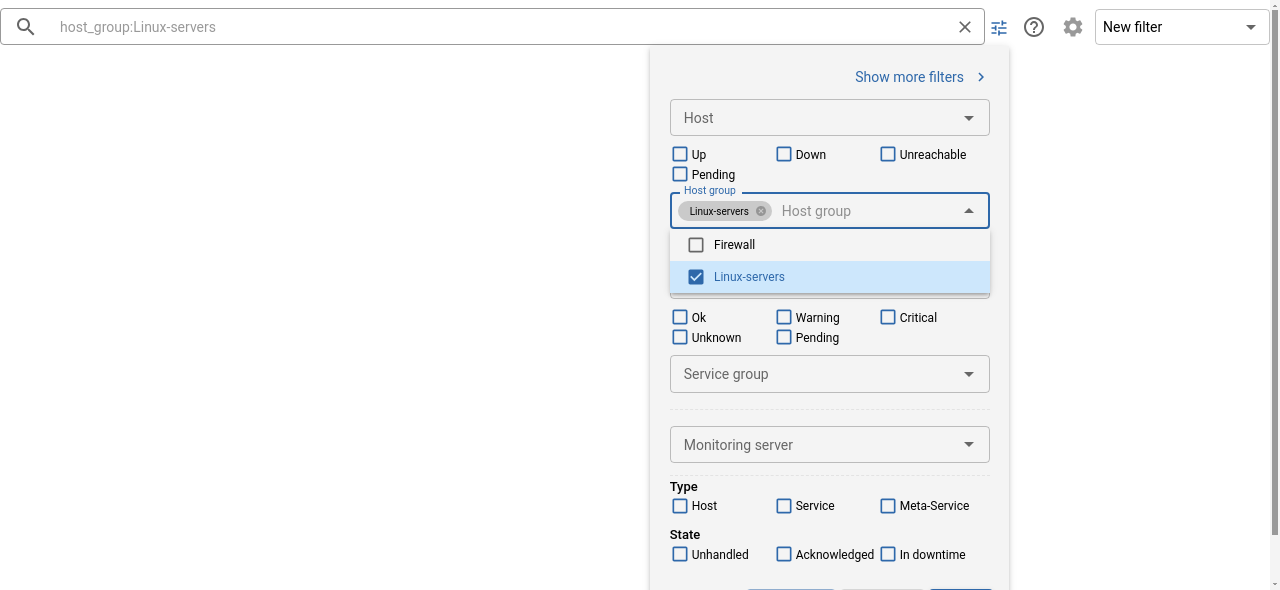 host_group:Linux-servers
New filter
Show more filters
Host
Up Down Unreachable
Pending
Host group
Linux-servers Host group
Firewall
Linux-servers
Ok Warning Critical
Unknown Pending
Service group
Monitoring server
Type
Host Service Meta-Service
State
Unhandled Acknowledged In downtime